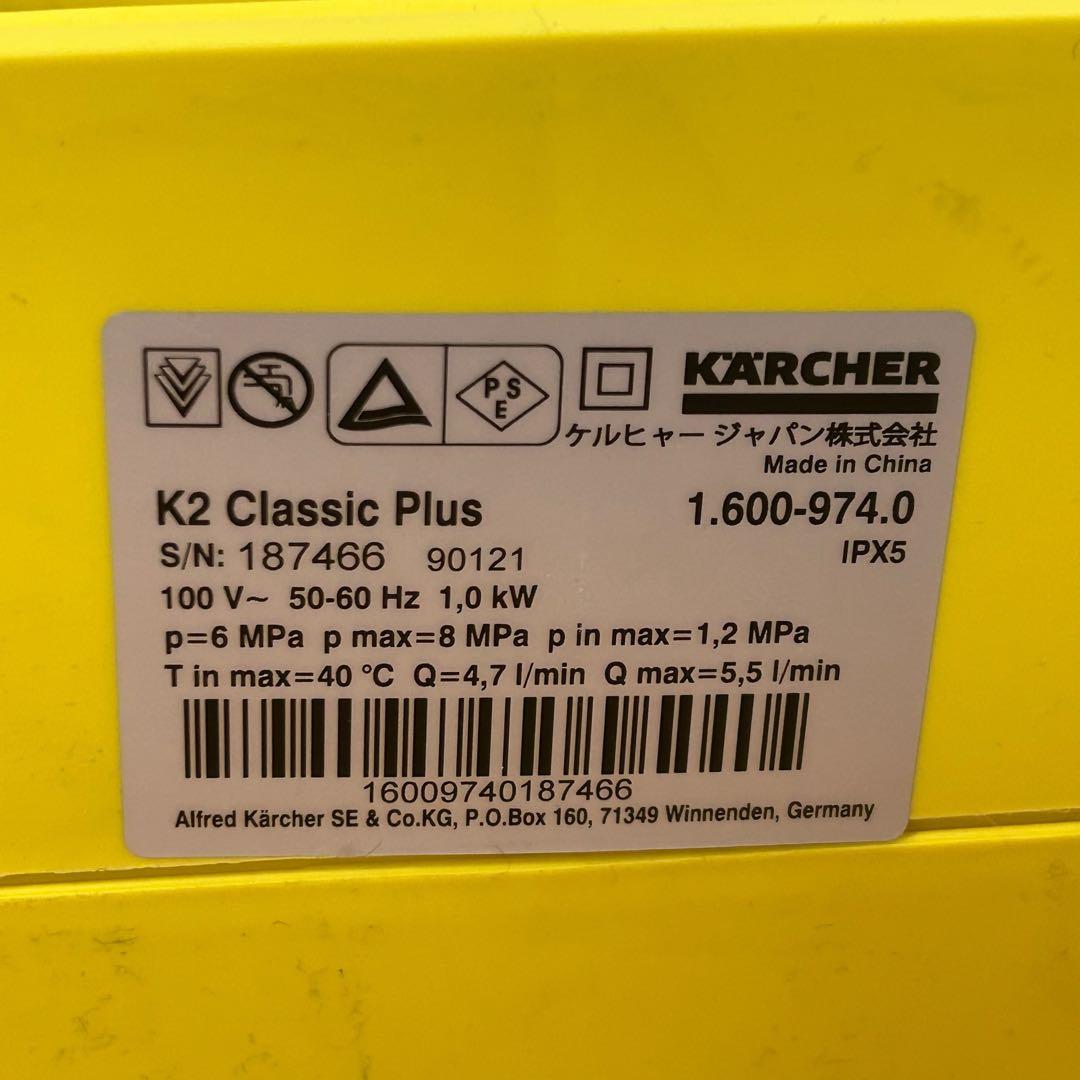 PSE
KÄRCHER
ケルヒャー ジャパン株式会社
Made in China
K2 Classic Plus 1.600-974.0
S/N: 187466 90121 IPX5
100 V~ 50-60 Hz 1,0 kW
p=6 MPa p max=8 MPa p in max=1,2 MPa
T in max=40 °C Q=4,7 l/min Q max=5,5 l/min
16009740187466
Alfred Kärcher SE & Co.KG, P.O.Box 160, 71349 Winnenden, Germany